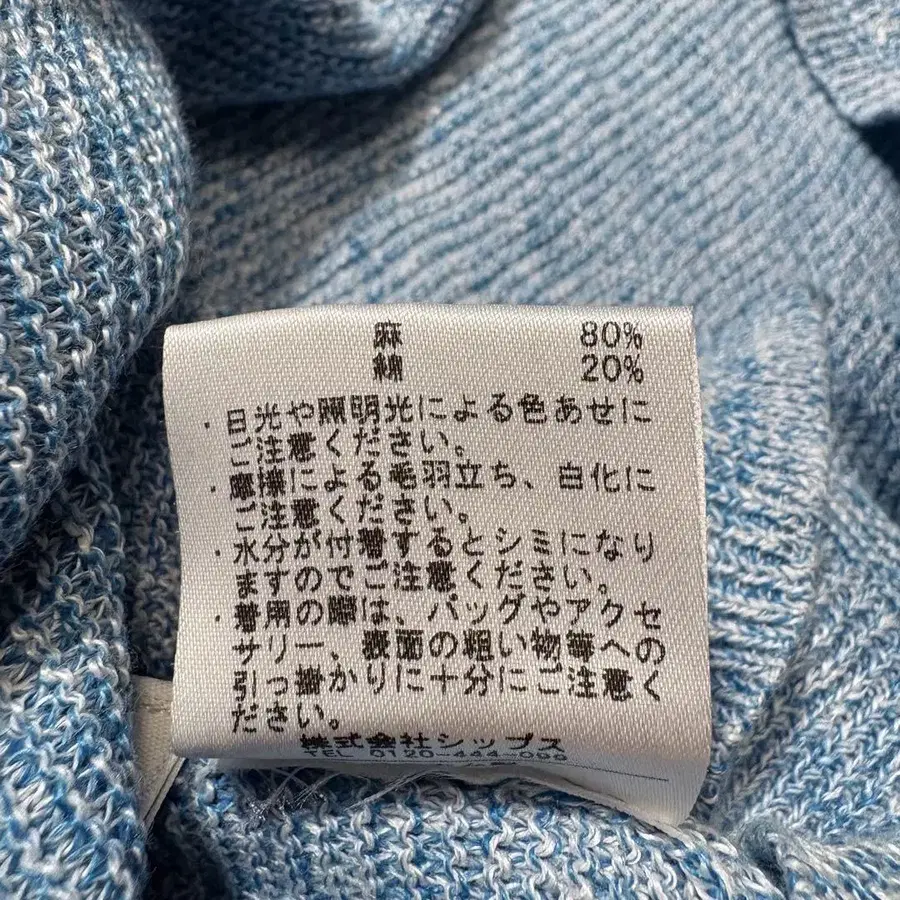 麻 80%
綿 20%
・日光や照明光による色あせに
ご注意ください。
・摩擦による毛羽立ち、白化に
ご注意ください。
・水分が付着するとシミになり
ますのでご注意ください。
・着用の際は、バッグやアクセ
サリー、表面の粗い物等への
引っ掛かりに十分にご注意く
ださい。
株式会社シップス
TEL 0120-444-099